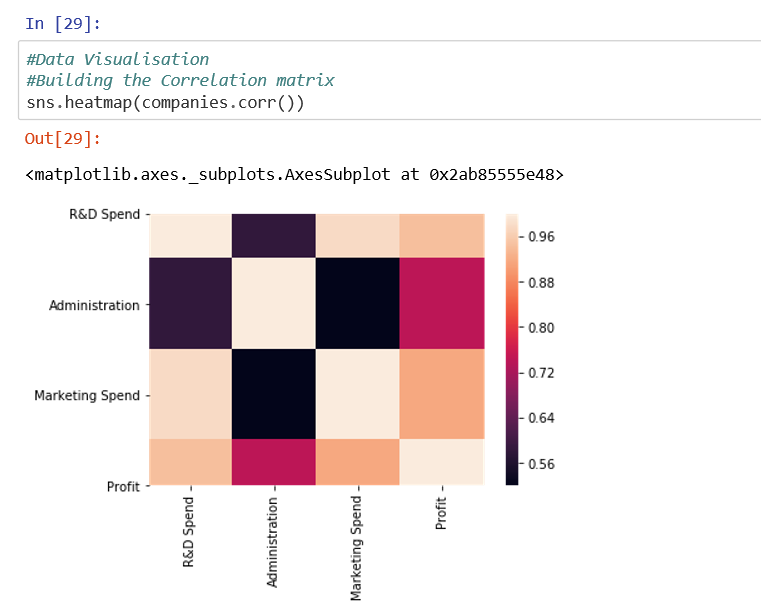 In [29]:
#Data Visualisation
#Building the Correlation matrix
sns.heatmap(companies.corr())
Out[29]:
<matplotlib.axes._subplots.AxesSubplot at 0x2ab85555e48>
R&D Spend
Administration
Marketing Spend
Profit
0.96
0.88
0.80
0.72
0.64
0.56
R&D Spend
Administration
Marketing Spend
Profit